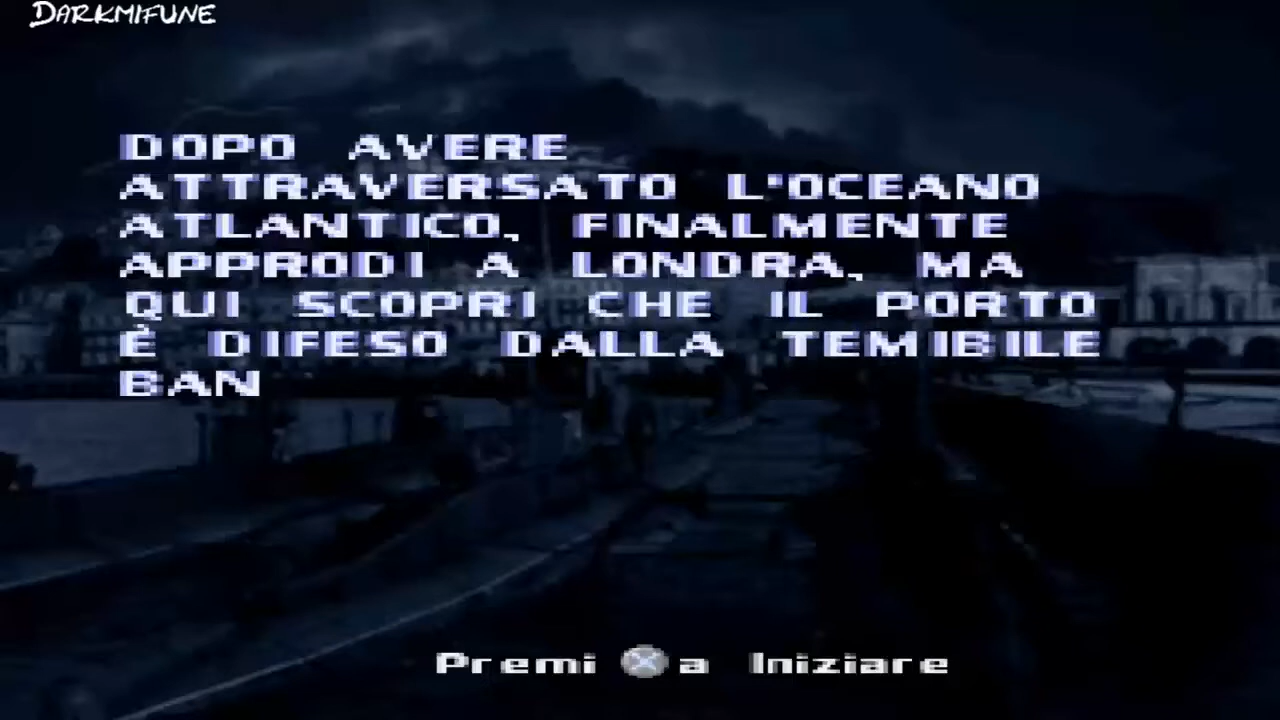 DARKMIFUNE
DOPO AVERE
ATTRAVERSATO L'OCEANO
ATLANTICO, FINALMENTE
APPRODI A LONDRA, MA
QUI SCOPRI CHE IL PORTO
È DIFESO DALLA TEMIBILE
BAN
Premi a Iniziare